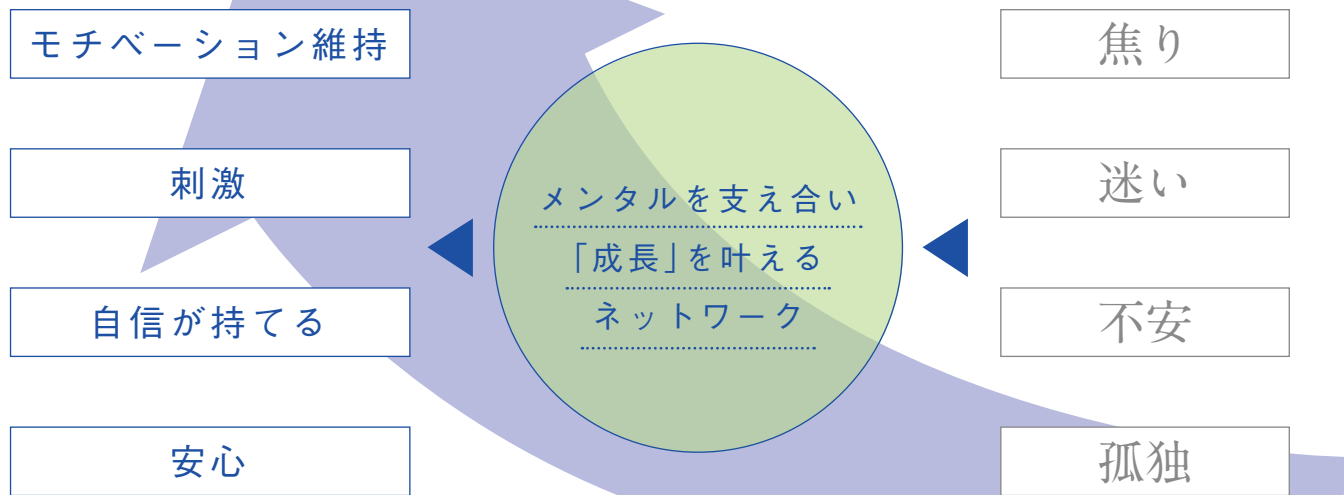 モチベーション維持
刺激
自信が持てる
安心
メンタルを支え合い
「成長」を叶える
ネットワーク
焦り
迷い
不安
孤独